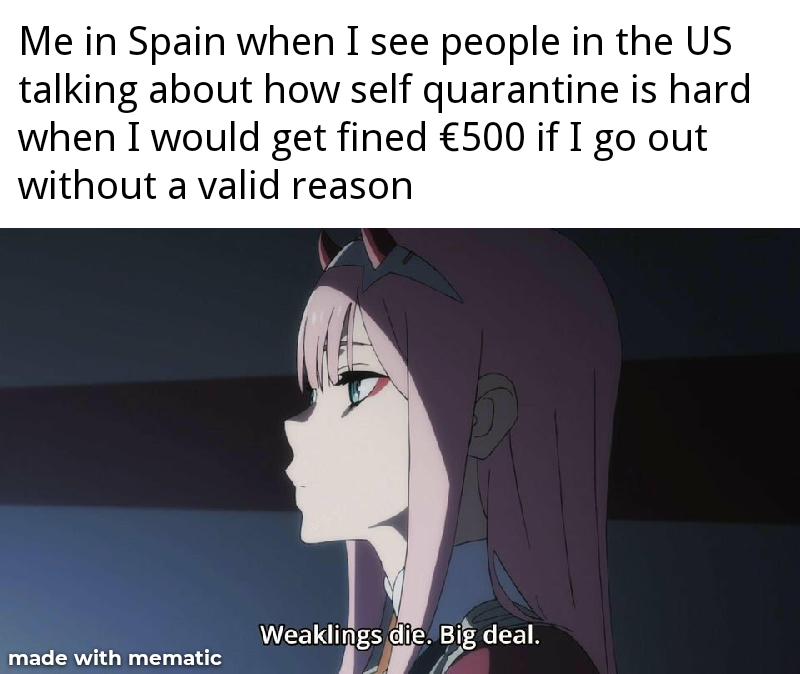 Me in Spain when I see people in the US
talking about how self quarantine is hard
when I would get fined €500 if I go out
without a valid reason
Weaklings die. Big deal.
made with mematic